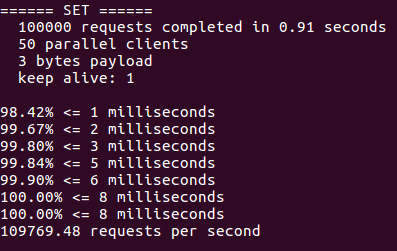 ====== SET ======
100000 requests completed in 0.91 seconds
50 parallel clients
3 bytes payload
keep alive: 1
98.42% <= 1 milliseconds
99.67% <= 2 milliseconds
99.80% <= 3 milliseconds
99.84% <= 5 milliseconds
99.90% <= 6 milliseconds
100.00% <= 8 milliseconds
100.00% <= 8 milliseconds
109769.48 requests per second